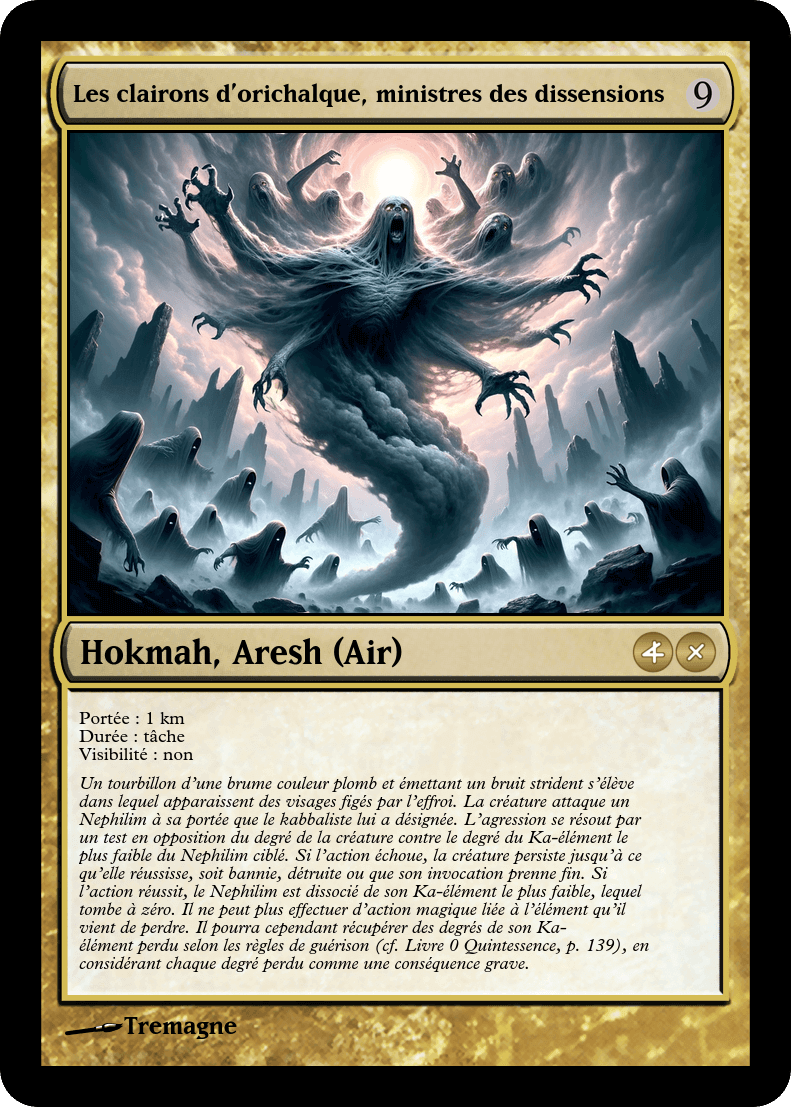 Les clairons d'orichalque, ministres des dissensions 9
Hokmah, Aresh (Air)
Portée : 1 km
Durée : tâche
Visibilité : non
Un tourbillon d'une brume couleur plomb et émettant un bruit strident s'élève
dans lequel apparaissent des visages figés par l'effroi. La créature attaque un
Nephilim à sa portée que le kabbaliste lui a désignée. L'agression se résout par
un test en opposition du degré de la créature contre le degré du Ka-élément le
plus faible du Nephilim ciblé. Si l'action échoue, la créature persiste jusqu'à ce
qu'elle réussisse, soit bannie, détruite ou que son invocation prenne fin. Si
l'action réussit, le Nephilim est dissocié de son Ka-élément le plus faible, lequel
tombe à zéro. Il ne peut plus effectuer d'action magique liée à l'élément qu'il
vient de perdre. Il pourra cependant récupérer des degrés de son Ka-
élément perdu selon les règles de guérison (cf. Livre 0 Quintessence, p. 139), en
considérant chaque degré perdu comme une conséquence grave.
Tremagne